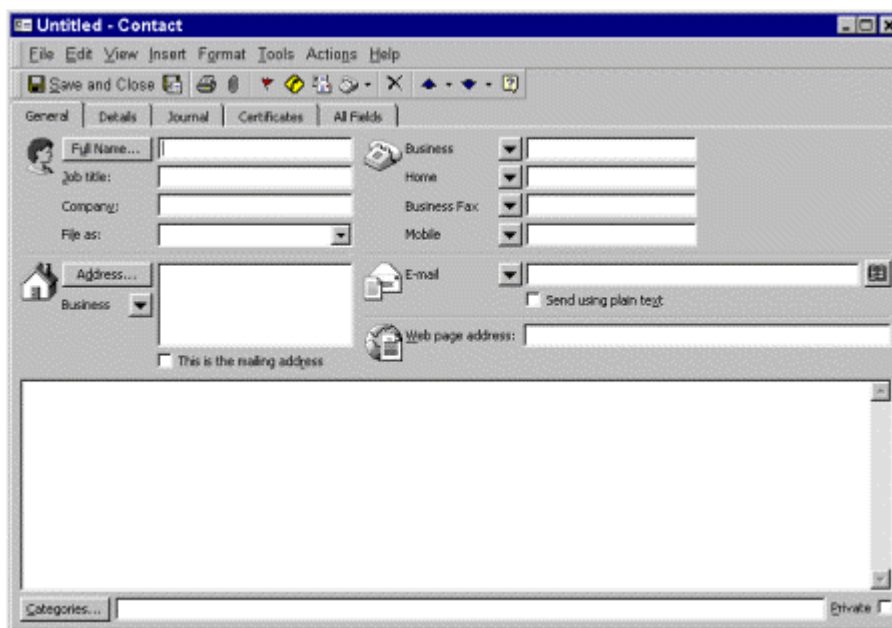 Untitled - Contact
File Edit View Insert Format Tools Actions Help
Save and Close
General Details Journal Certificates All Fields
Full Name... Business
Job title: Home
Company: Business Fax
File as: Mobile
Address... E-mail
Business Send using plain text
Web page address:
This is the mailing address
Categories... Private